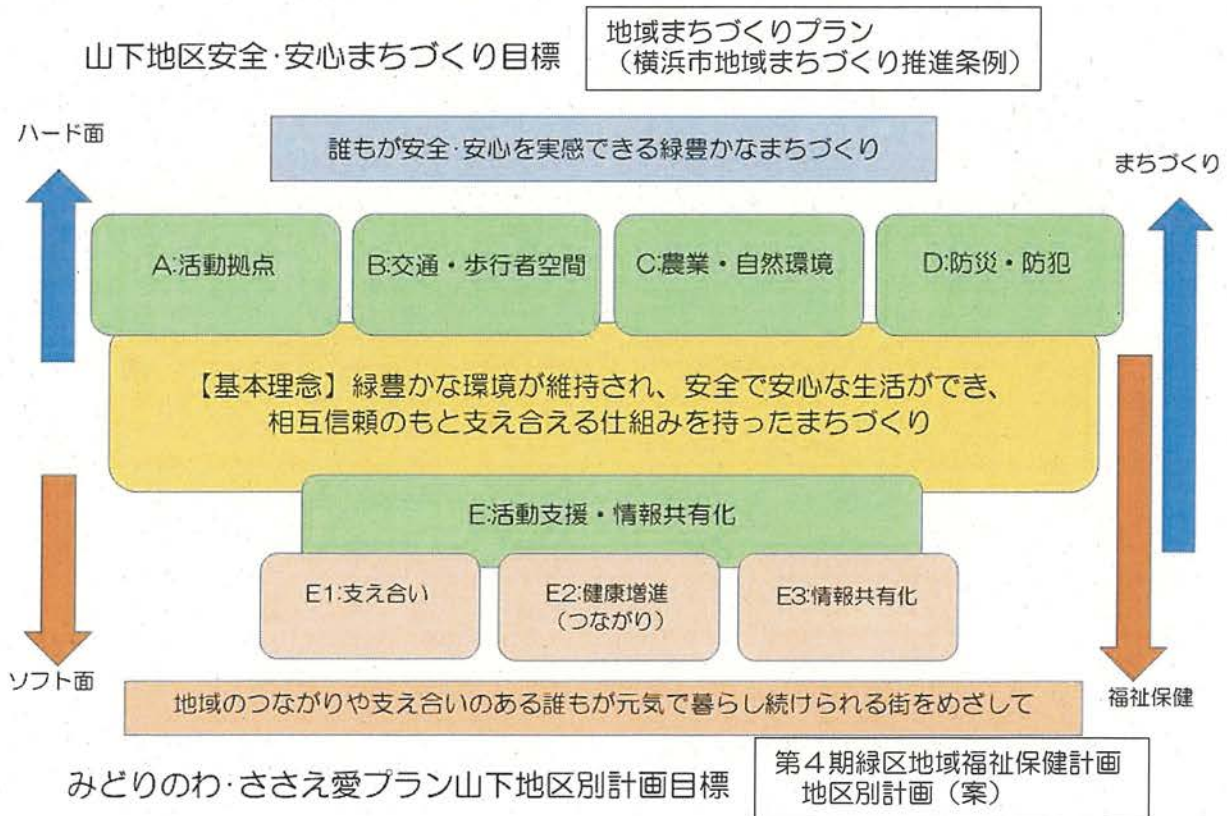 山下地区安全・安心まちづくり目標
地域まちづくりプラン
（横浜市地域まちづくり推進条例）
ハード面
誰もが安全・安心を実感できる緑豊かなまちづくり
まちづくり
A:活動拠点
B:交通・歩行者空間
C:農業・自然環境
D:防災・防犯
【基本理念】緑豊かな環境が維持され、安全で安心な生活ができ、
相互信頼のもと支え合える仕組みを持ったまちづくり
E:活動支援・情報共有化
E1:支え合い
E2:健康増進
（つながり）
E3:情報共有化
ソフト面
地域のつながりや支え合いのある誰もが元気で暮らし続けられる街をめざして
福祉保健
みどりのわ・ささえ愛プラン山下地区別計画目標
第4期緑区地域福祉保健計画
地区別計画（案）